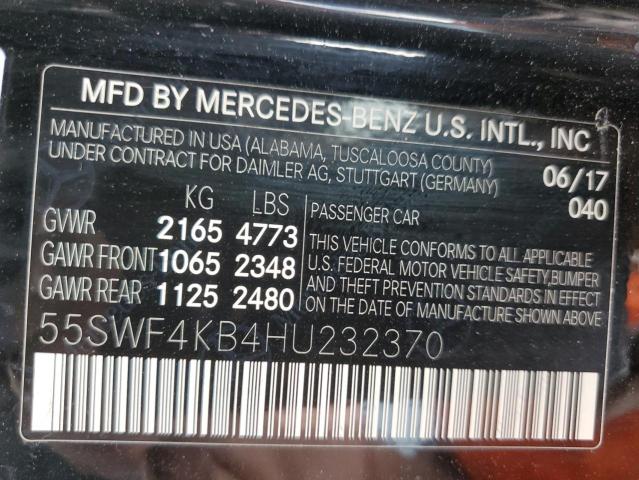 MFD BY MERCEDES-BENZ U.S. INTL., INC
MANUFACTURED IN USA (ALABAMA, TUSCALOOSA COUNTY)
UNDER CONTRACT FOR DAIMLER AG, STUTTGART (GERMANY)
06/17
040
KG LBS
GVWR 2165 4773
GAWR FRONT 1065 2348
GAWR REAR 1125 2480
PASSENGER CAR
THIS VEHICLE CONFORMS TO ALL APPLICABLE
U.S. FEDERAL MOTOR VEHICLE SAFETY,BUMPER
AND THEFT PREVENTION STANDARDS IN EFFECT
ON THE DATE OF MANUFACTURE SHOWN ABOVE.
55SWF4KB4HU232370